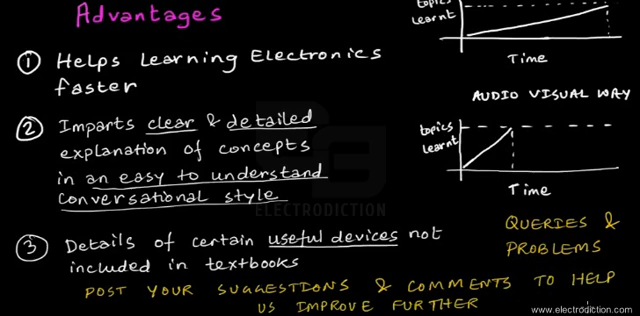 Advantages
① Helps Learning Electronics
faster
② Imparts clear & detailed
explanation of concepts
in an easy to understand
conversational style
③ Details of certain useful devices not
included in textbooks
topics
learnt
Time
AUDIO VISUAL WAY
topics
learnt
Time
QUERIES &
PROBLEMS
POST YOUR SUGGESTIONS & COMMENTS TO HELP
US IMPROVE FURTHER
ELECTRODICTION
www.electrodiction.com